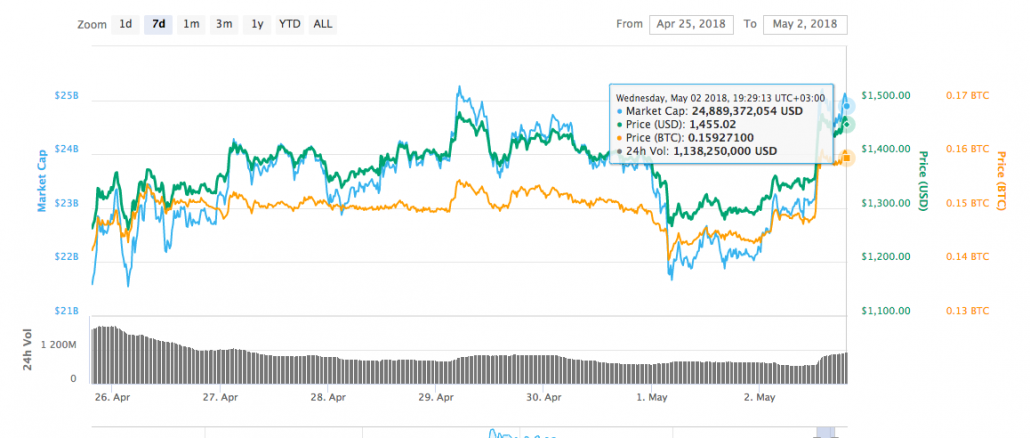 Zoom 1d 7d 1m 3m 1y YTD ALL From Apr 25, 2018 To May 2, 2018
Wednesday, May 02 2018, 19:29:13 UTC+03:00
Market Cap: 24,889,372,054 USD
Price (USD): 1,455.02
Price (BTC): 0.15927100
24h Vol: 1,138,250,000 USD
$25B $1,500.00 0.17 BTC
$24B $1,400.00 0.16 BTC
$23B $1,300.00 0.15 BTC
$22B $1,200.00 0.14 BTC
$21B $1,100.00 0.13 BTC
Market Cap
Price (USD)
Price (BTC)
24h Vol
1 200M
0
26. Apr 27. Apr 28. Apr 29. Apr 30. Apr 1. May 2. May